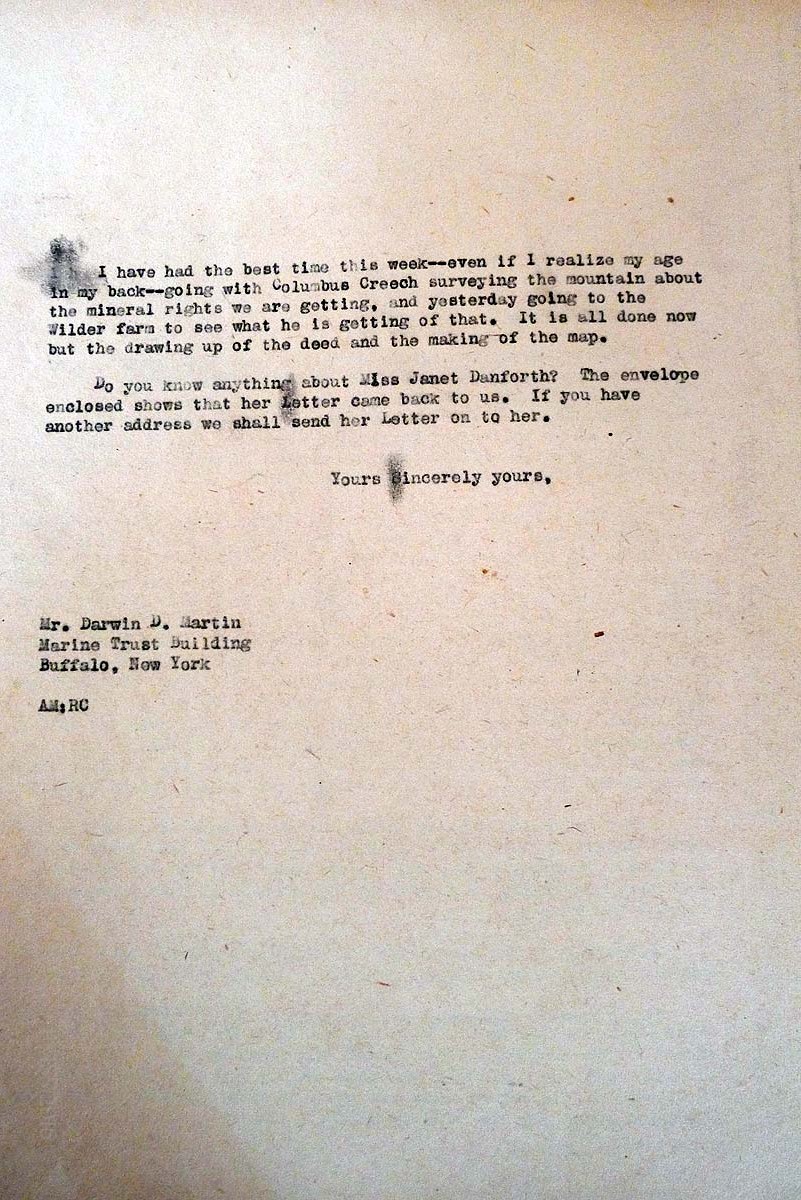 I have had the best time this week--even if I realize my age
in my back--going with Columbus Creech surveying the mountain about
the mineral rights we are getting, and yesterday going to the
Wilder farm to see what he is getting of that. It is all done now
but the drawing up of the deed and the making of the map.
Do you know anything about Miss Janet Danforth? The envelope
enclosed shows that her Letter came back to us. If you have
another address we shall send her Letter on to her.
Yours Sincerely yours,
Mr. Darwin D. Martin
Marine Trust Building
Buffalo, New York
AM;RC